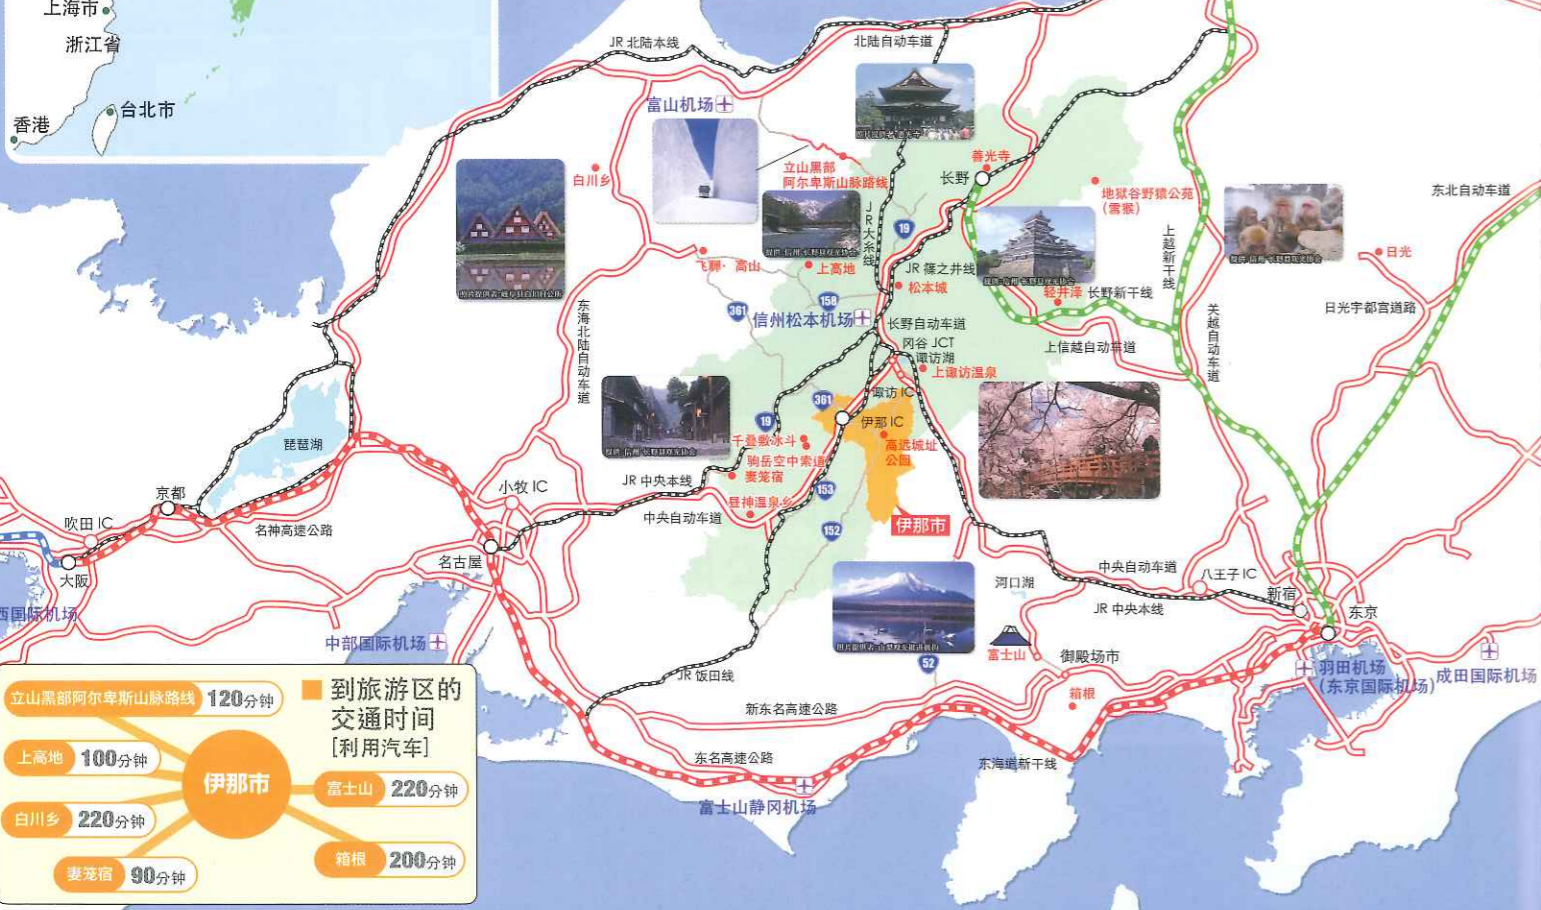 上海市
浙江省
台北市
香港
JR 北陆本线
北陆自动车道
富山机场
白川乡
立山黑部
阿尔卑斯山脉路线
善光寺
长野
地狱谷野猿公苑
(雪猴)
东北自动车道
JR大糸线
19
上越新干线
日光
飞騨·高山
上高地
JR 篠之井线
松本城
轻井泽
长野新干线
158
361
信州松本机场
东海北陆自动车道
长野自动车道
冈谷 JCT
诹访湖
上诹访温泉
上信越自动车道
关越自动车道
日光宇都宫道路
诹访 IC
361
19
伊那 IC
高远城址
公园
千叠敷冰斗
驹岳空中索道
妻笼宿
琵琶湖
京都
小牧 IC
JR 中央本线
昼神温泉乡
153
中央自动车道
伊那市
152
吹田 IC
名神高速公路
名古屋
大阪
西国际机场
中部国际机场
河口湖
中央自动车道
八王子 IC
JR 中央本线
新宿
东京
富士山
御殿场市
52
箱根
羽田机场
(东京国际机场)
成田国际机场
JR 饭田线
新东名高速公路
东名高速公路
东海道新干线
富士山静冈机场
到旅游区的
交通时间
[利用汽车]
立山黑部阿尔卑斯山脉路线 120分钟
上高地 100分钟
白川乡 220分钟
妻笼宿 90分钟
伊那市
富士山 220分钟
箱根 200分钟